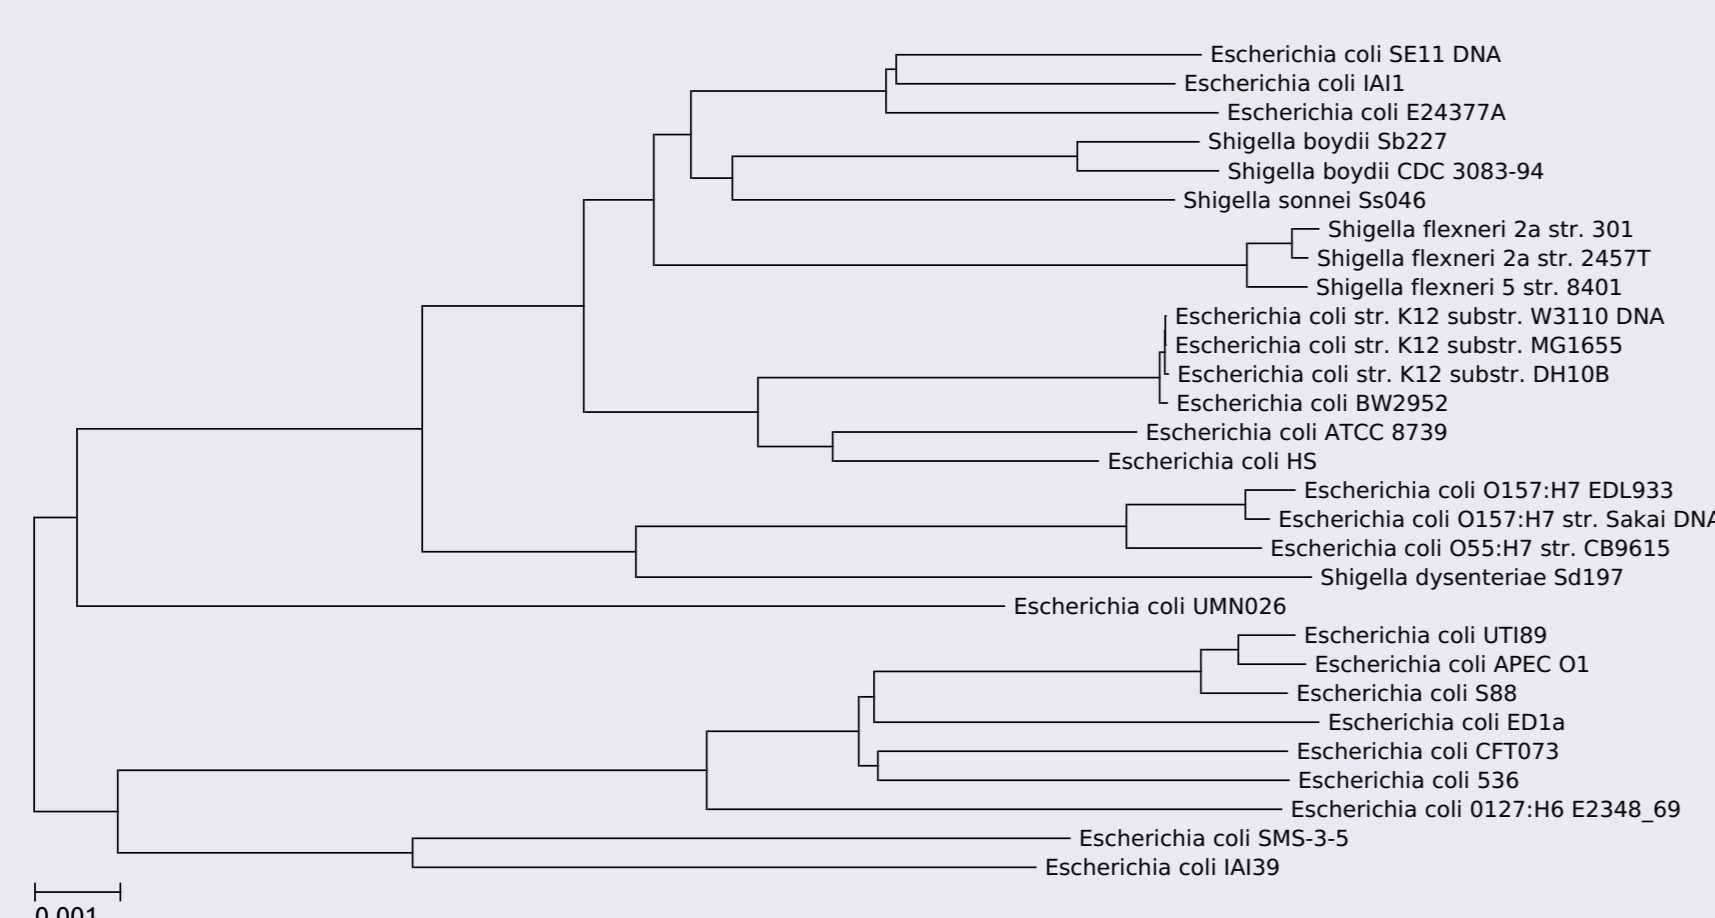 Escherichia coli SE11 DNA
Escherichia coli IAI1
Escherichia coli E24377A
Shigella boydii Sb227
Shigella boydii CDC 3083-94
Shigella sonnei Ss046
Shigella flexneri 2a str. 301
Shigella flexneri 2a str. 2457T
Shigella flexneri 5 str. 8401
Escherichia coli str. K12 substr. W3110 DNA
Escherichia coli str. K12 substr. MG1655
Escherichia coli str. K12 substr. DH10B
Escherichia coli BW2952
Escherichia coli ATCC 8739
Escherichia coli HS
Escherichia coli O157:H7 EDL933
Escherichia coli O157:H7 str. Sakai DNA
Escherichia coli O55:H7 str. CB9615
Shigella dysenteriae Sd197
Escherichia coli UMN026
Escherichia coli UTI89
Escherichia coli APEC O1
Escherichia coli S88
Escherichia coli ED1a
Escherichia coli CFT073
Escherichia coli 536
Escherichia coli 0127:H6 E2348_69
Escherichia coli SMS-3-5
Escherichia coli IAI39
0.001